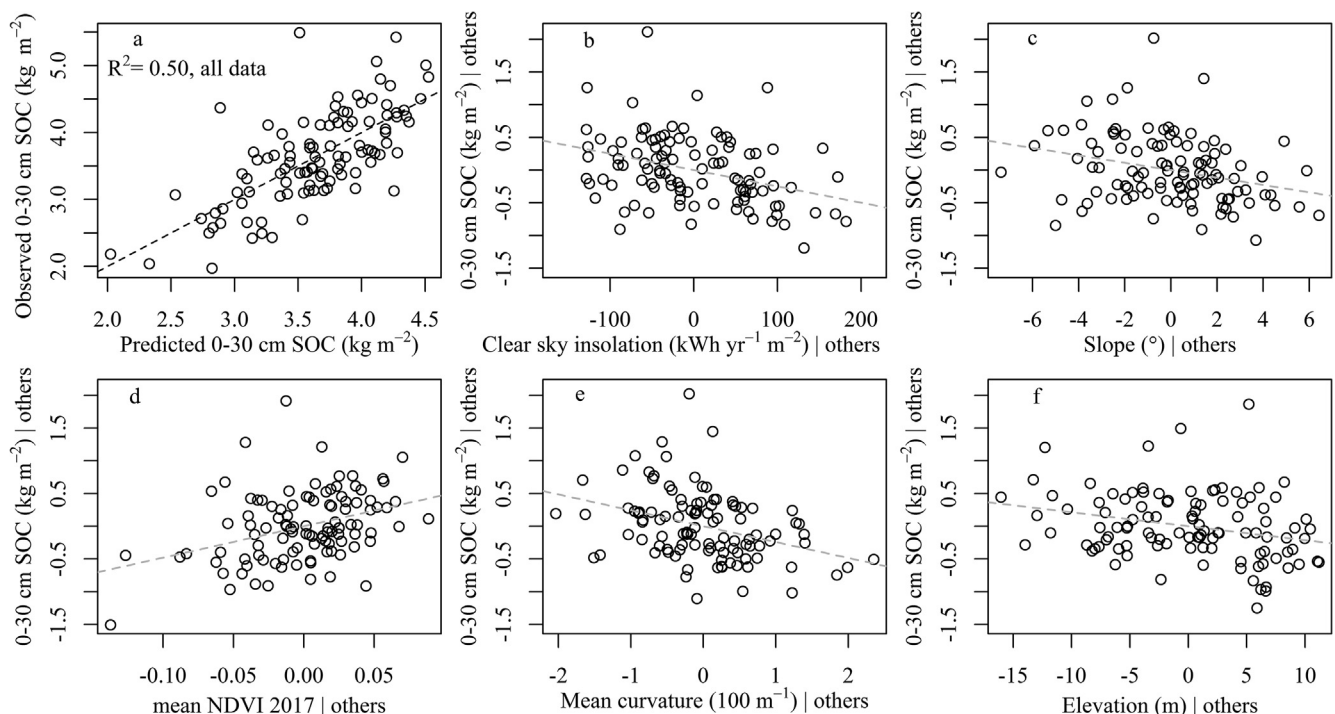 Observed 0-30 cm SOC (kg m⁻²)
5.0
4.0
3.0
2.0
a
R²= 0.50, all data
2.0 3.0 3.5 4.0 4.5
Predicted 0-30 cm SOC (kg m⁻²)
0-30 cm SOC (kg m⁻²) | others
1.5
0.5
-0.5
-1.5
b
-100 0 100 200
Clear sky insolation (kWh yr⁻¹ m⁻²) | others
0-30 cm SOC (kg m⁻²) | others
1.5
0.5
-0.5
-1.5
c
-6 -4 -2 0 2 4 6
Slope (°) | others
0-30 cm SOC (kg m⁻²) | others
1.5
0.5
-0.5
-1.5
d
-0.10 -0.05 0.00 0.05
mean NDVI 2017 | others
0-30 cm SOC (kg m⁻²) | others
1.5
0.5
-0.5
-1.5
e
-2 -1 0 1 2
Mean curvature (100 m⁻¹) | others
0-30 cm SOC (kg m⁻²) | others
1.5
0.5
-0.5
-1.5
f
-15 -10 -5 0 5 10
Elevation (m) | others